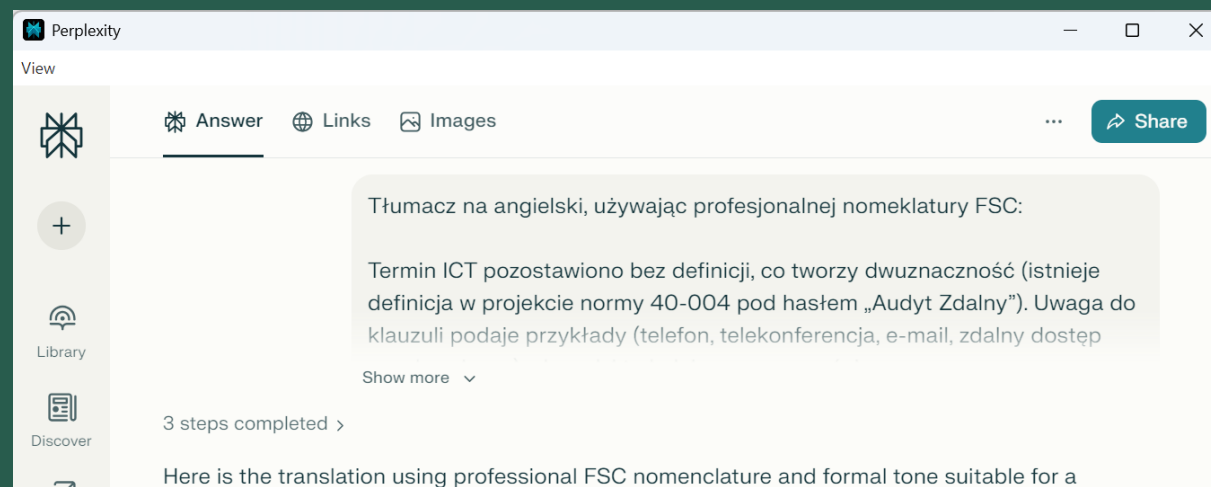 Perplexity
View
Answer Links Images
Share
Tłumacz na angielski, używając profesjonalnej nomeklatury FSC:
Termin ICT pozostawiono bez definicji, co tworzy dwuznaczność (istnieje
definicja w projekcie normy 40-004 pod hasłem „Audyt Zdalny”). Uwaga do
klauzuli podaje przykłady (telefon, telekonferencja, e-mail, zdalny dostęp
Show more
Library
3 steps completed
Discover
Here is the translation using professional FSC nomenclature and formal tone suitable for a